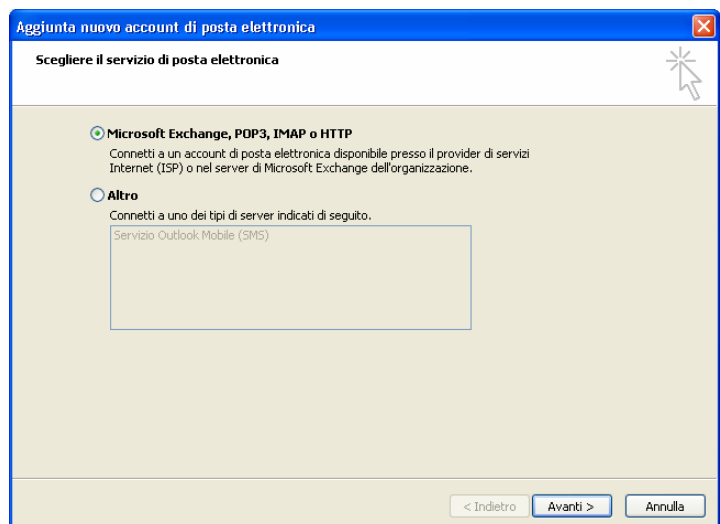 Aggiunta nuovo account di posta elettronica
Scegliere il servizio di posta elettronica
Microsoft Exchange, POP3, IMAP o HTTP
Connetti a un account di posta elettronica disponibile presso il provider di servizi
Internet (ISP) o nel server di Microsoft Exchange dell'organizzazione.
Altro
Connetti a uno dei tipi di server indicati di seguito.
Servizio Outlook Mobile (SMS)
< Indietro Avanti > Annulla